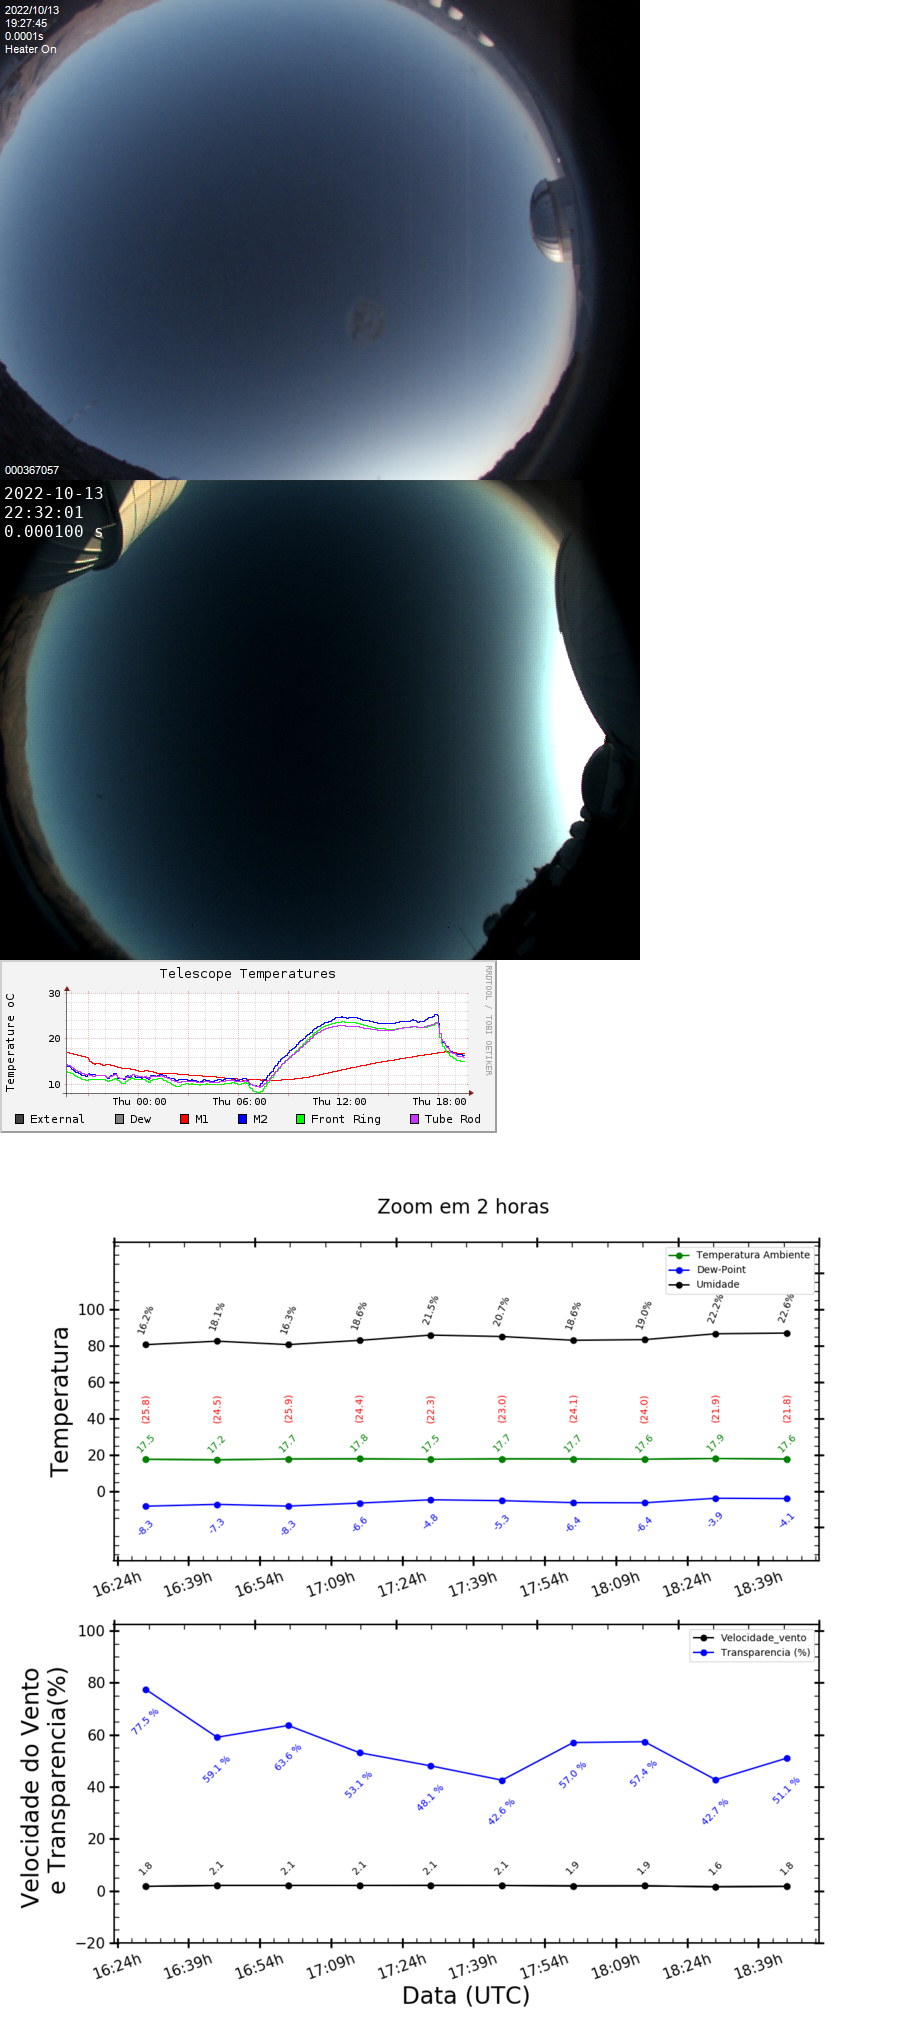 2022/10/13
19:27:45
0.0001s
Heater On
000367057
2022-10-13
22:32:01
0.000100 s
Telescope Temperatures
RRDTOOL / TOBI OETIKER
Temperature oC
30
20
10
Thu 00:00 Thu 06:00 Thu 12:00 Thu 18:00
External Dew M1 M2 Front Ring Tube Rod
Zoom em 2 horas
Temperatura Ambiente
Dew-Point
Umidade
Temperatura
100
80
60
40
20
0
16.2% 18.1% 16.3% 18.6% 21.5% 20.7% 18.6% 19.0% 22.2% 22.6%
(25.8) (24.5) (25.9) (24.4) (22.3) (23.0) (24.1) (24.0) (21.9) (21.8)
17.5 17.2 17.7 17.8 17.5 17.7 17.7 17.6 17.9 17.6
-8.3 -7.3 -8.3 -6.6 -4.8 -5.3 -6.4 -6.4 -3.9 -4.1
16:24h 16:39h 16:54h 17:09h 17:24h 17:39h 17:54h 18:09h 18:24h 18:39h
Velocidade_vento
Transparencia (%)
Velocidade do Vento
e Transparencia(%)
100
80
60
40
20
0
−20
77.5 % 59.1 % 63.6 % 53.1 % 48.1 % 42.6 % 57.0 % 57.4 % 42.7 % 51.1 %
1.8 2.1 2.1 2.1 2.1 2.1 1.9 1.9 1.6 1.8
16:24h 16:39h 16:54h 17:09h 17:24h 17:39h 17:54h 18:09h 18:24h 18:39h
Data (UTC)